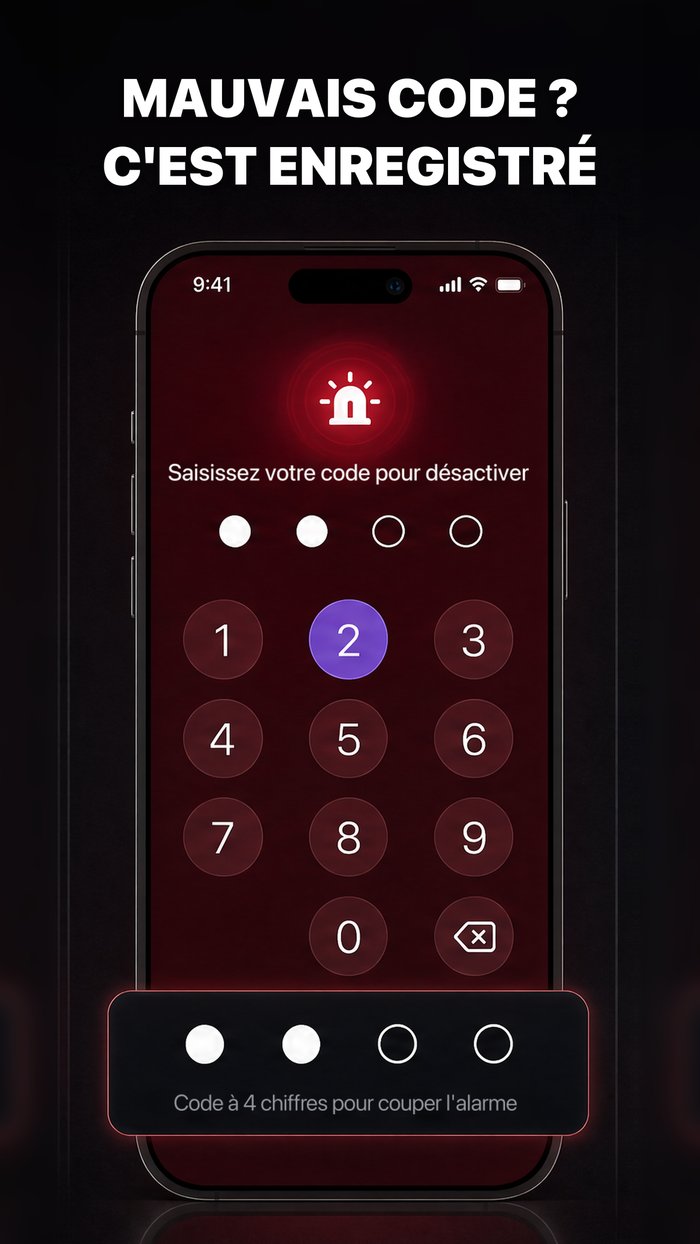 MAUVAIS CODE ?
C'EST ENREGISTRÉ
9:41
Saisissez votre code pour désactiver
1 2 3
4 5 6
7 8 9
0
Code à 4 chiffres pour couper l'alarme